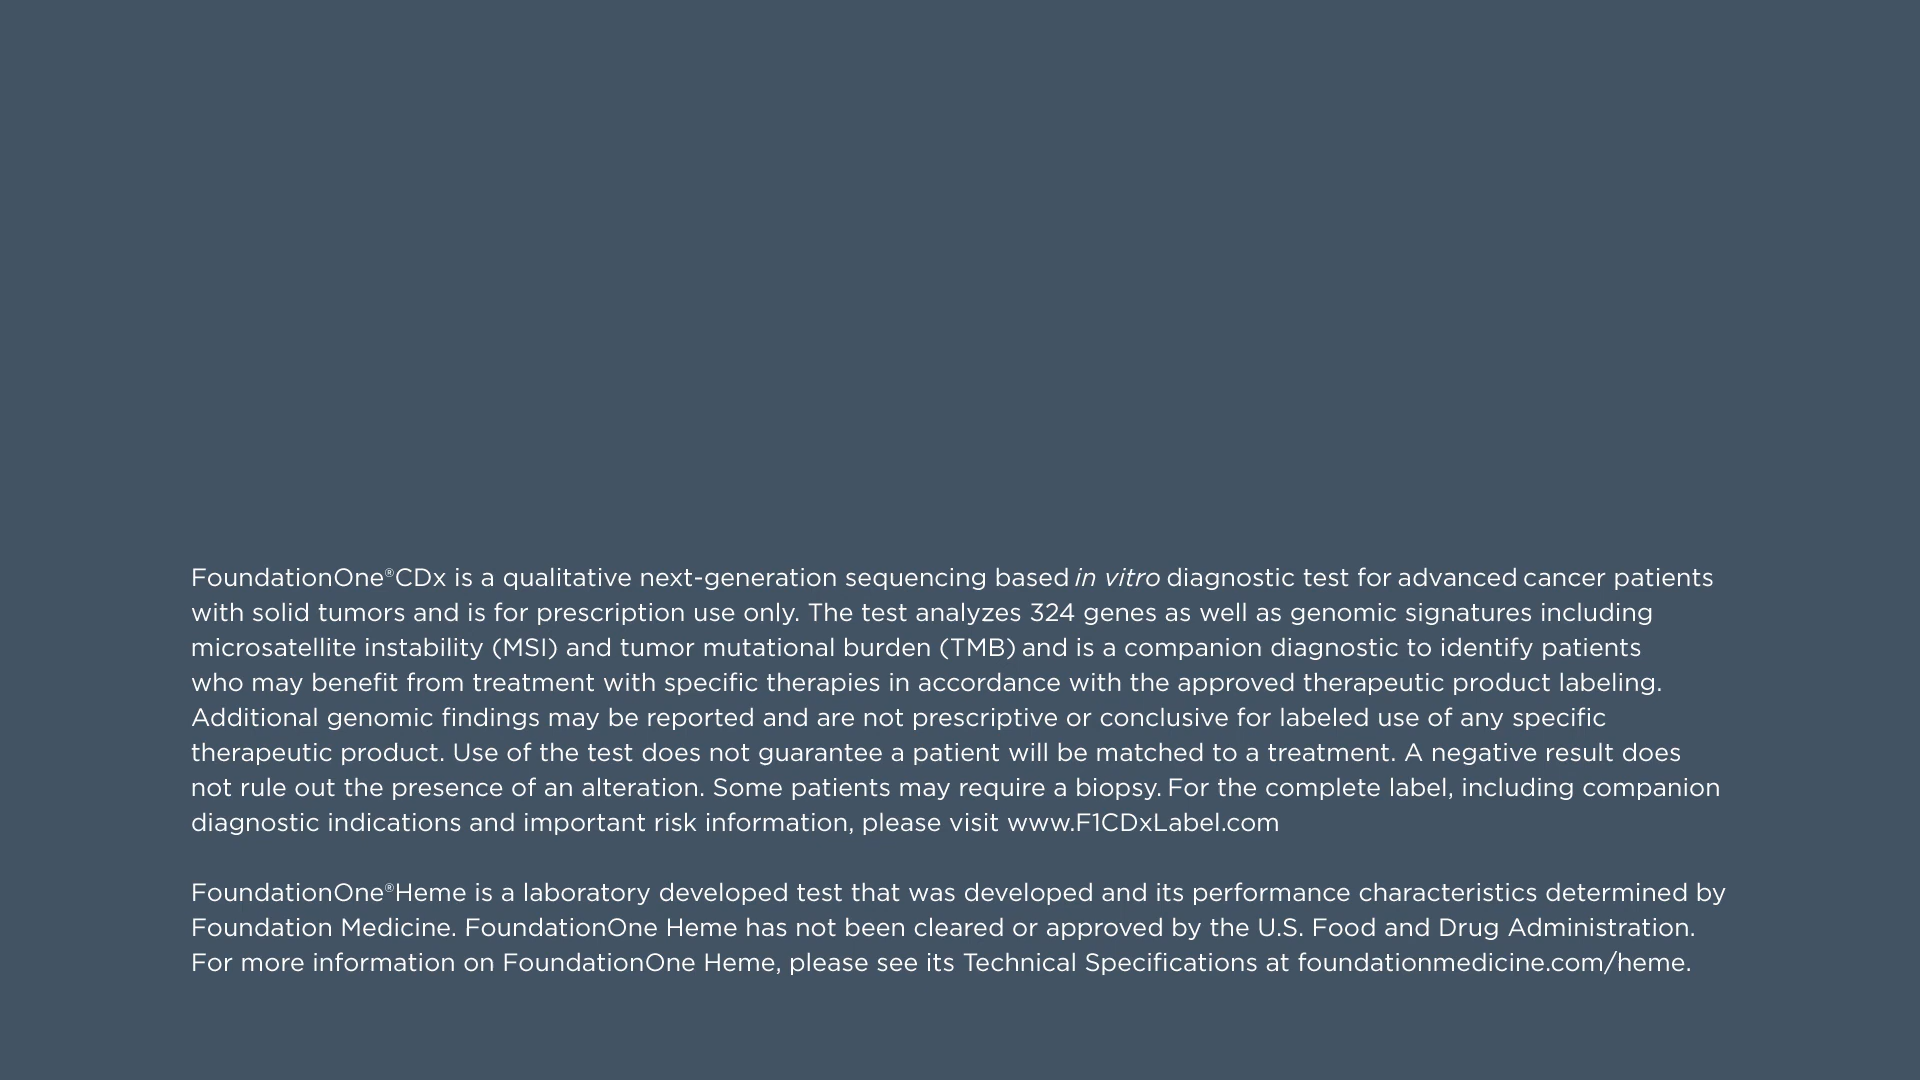 FoundationOne®CDx is a qualitative next-generation sequencing based in vitro diagnostic test for advanced cancer patients
with solid tumors and is for prescription use only. The test analyzes 324 genes as well as genomic signatures including
microsatellite instability (MSI) and tumor mutational burden (TMB) and is a companion diagnostic to identify patients
who may benefit from treatment with specific therapies in accordance with the approved therapeutic product labeling.
Additional genomic findings may be reported and are not prescriptive or conclusive for labeled use of any specific
therapeutic product. Use of the test does not guarantee a patient will be matched to a treatment. A negative result does
not rule out the presence of an alteration. Some patients may require a biopsy. For the complete label, including companion
diagnostic indications and important risk information, please visit www.F1CDxLabel.com
FoundationOne®Heme is a laboratory developed test that was developed and its performance characteristics determined by
Foundation Medicine. FoundationOne Heme has not been cleared or approved by the U.S. Food and Drug Administration.
For more information on FoundationOne Heme, please see its Technical Specifications at foundationmedicine.com/heme.